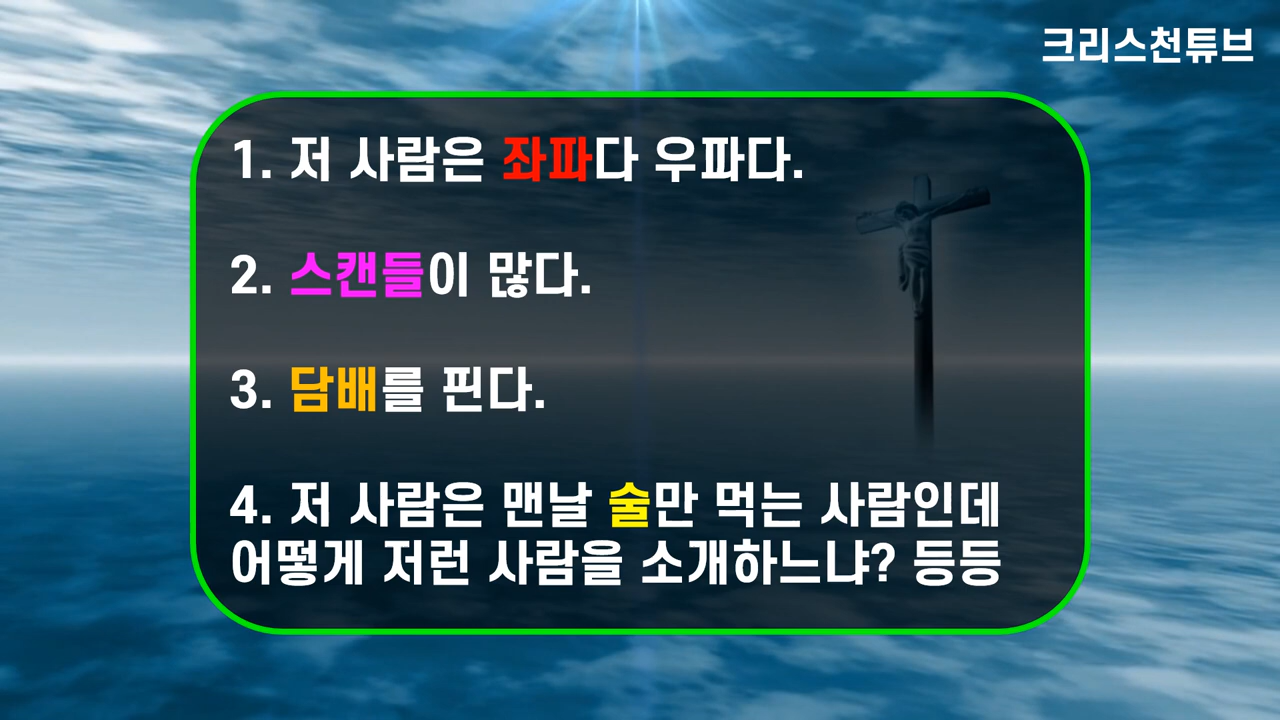 크리스천튜브
1. 저 사람은 좌파다 우파다.
2. 스캔들이 많다.
3. 담배를 핀다.
4. 저 사람은 맨날 술만 먹는 사람인데
어떻게 저런 사람을 소개하느냐? 등등